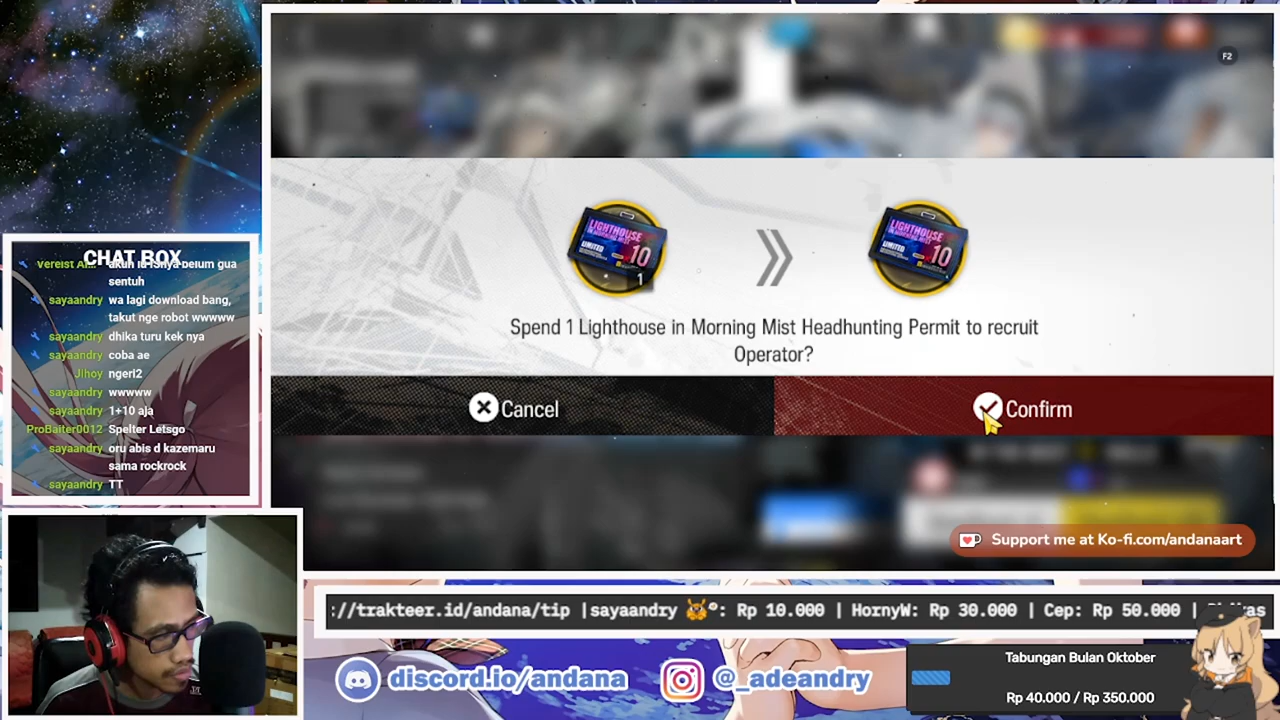 F2
LIGHTHOUSE
LIMITED
10
1
LIGHTHOUSE
LIMITED
10
Spend 1 Lighthouse in Morning Mist Headhunting Permit to recruit
Operator?
Cancel
Confirm
CHAT BOX
sentuh
sayaandry wa lagi download bang,
takut nge robot wwwww
sayaandry dhika turu kek nya
sayaandry coba ae
Jihoy ngeri2
sayaandry wwwww
sayaandry 1+10 aja
ProBaiter0012 Spelter Letsgo
sayaandry oru abis d kazemaru
sama rockrock
sayaandry TT
Support me at Ko-fi.com/andanaart
://trakteer.id/andana/tip |sayaandry : Rp 10.000 | HornyW: Rp 30.000 | Cep: Rp 50.000 |
discord.io/andana
@_adeandry
Tabungan Bulan Oktober
Rp 40.000 / Rp 350.000